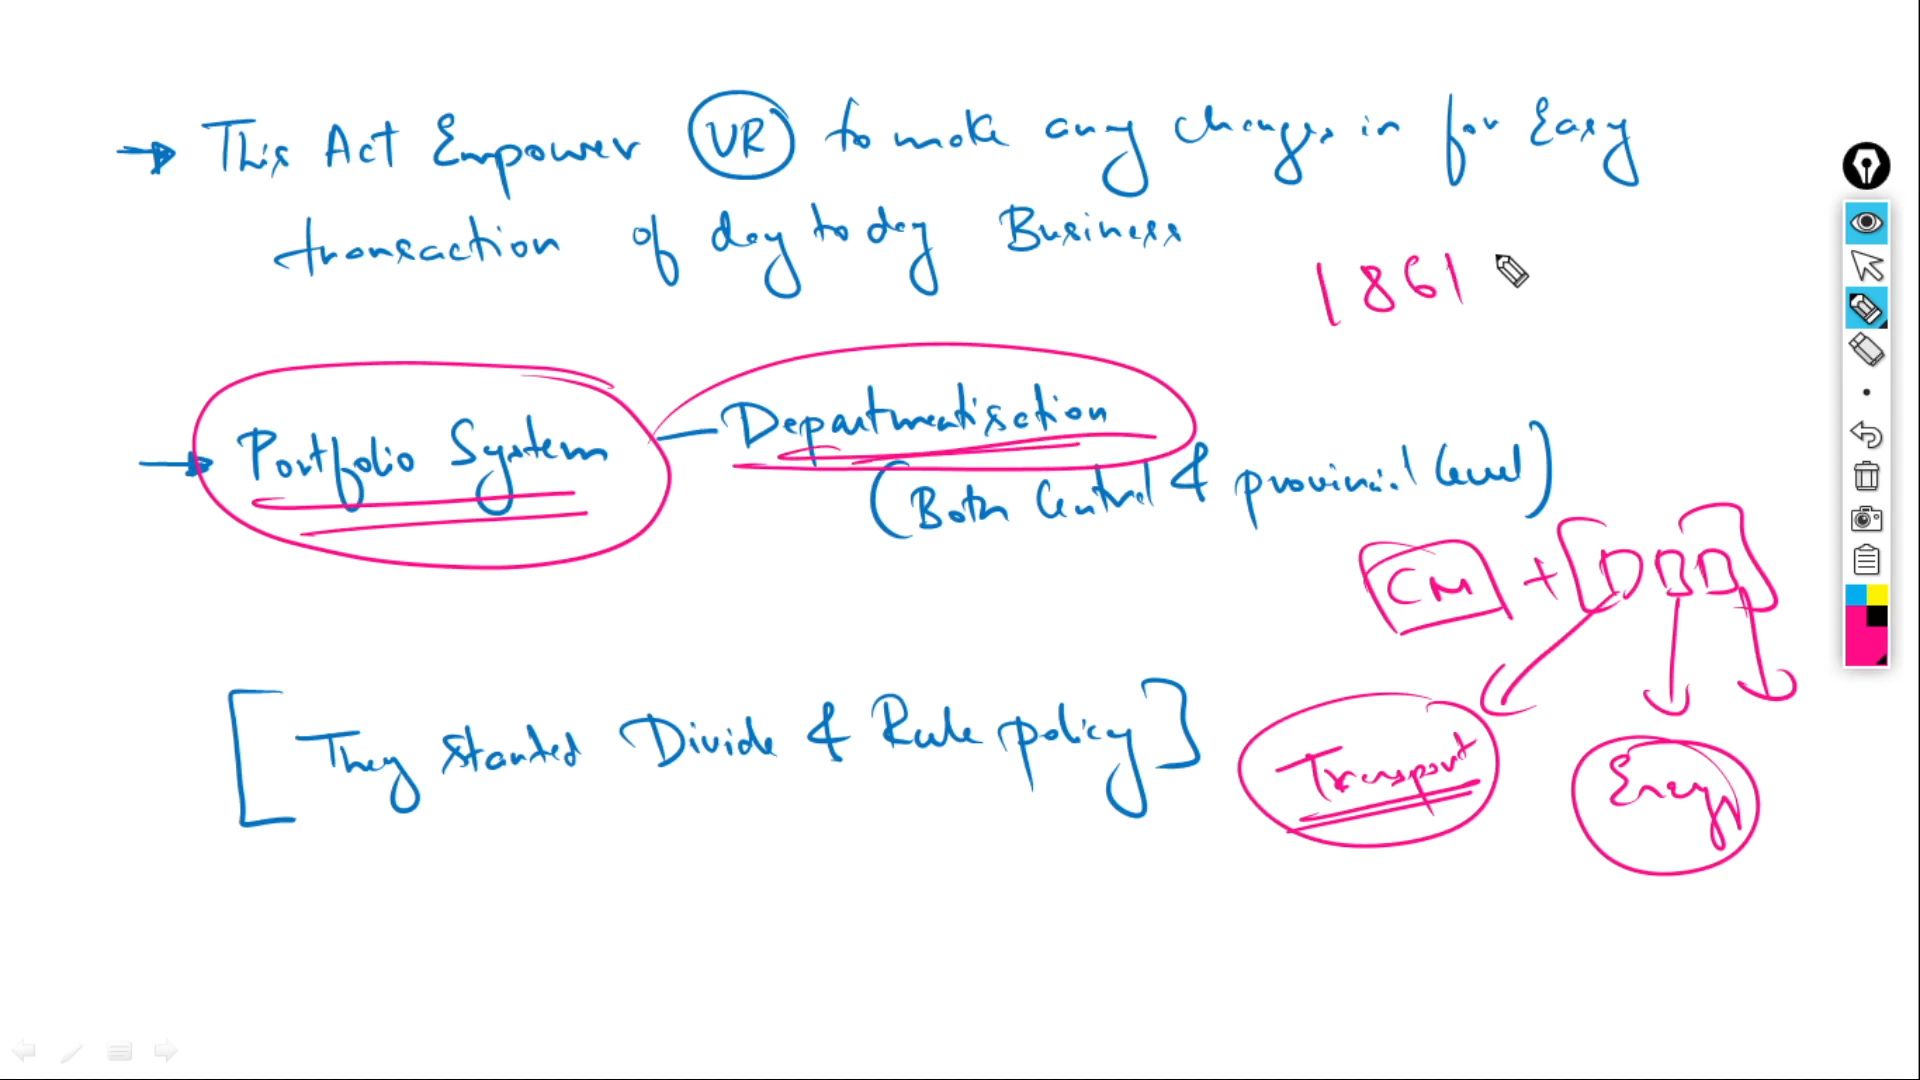 This Act Empower VR to make any changes in for Easy
transaction of day to day Business
1861
Portfolio System — Departmentisation
(Both Central & provincial level)
CM + [D D D]
[They started Divide & Rule policy]
Transport
Energy